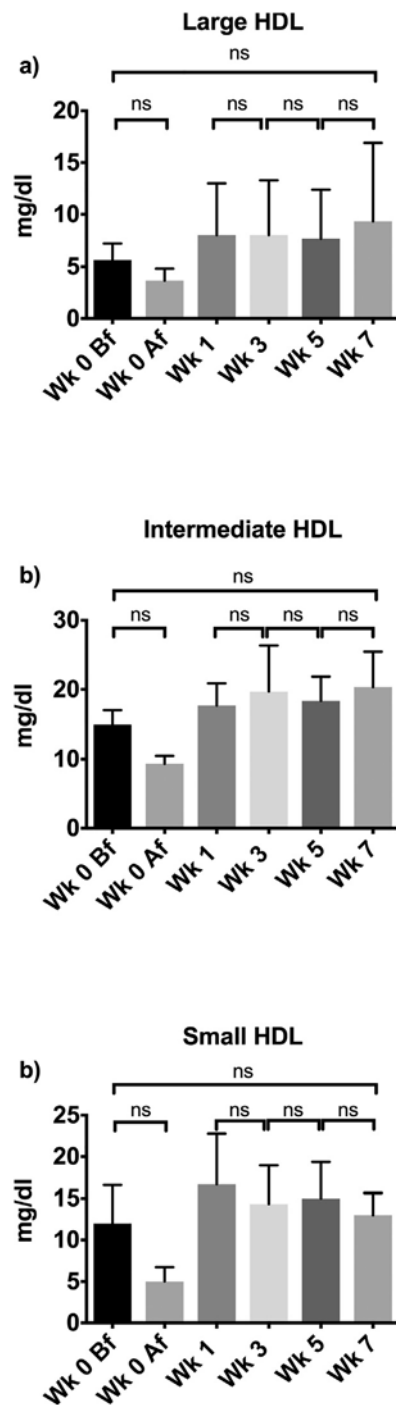 Large HDL
a)
ns
ns ns ns ns
20
15
10
5
0
mg/dl
Wk 0 Bf
Wk 0 Af
Wk 1
Wk 3
Wk 5
Wk 7
Intermediate HDL
b)
ns
ns ns ns ns
30
20
10
0
mg/dl
Wk 0 Bf
Wk 0 Af
Wk 1
Wk 3
Wk 5
Wk 7
Small HDL
b)
ns
ns ns ns ns
25
20
15
10
5
0
mg/dl
Wk 0 Bf
Wk 0 Af
Wk 1
Wk 3
Wk 5
Wk 7